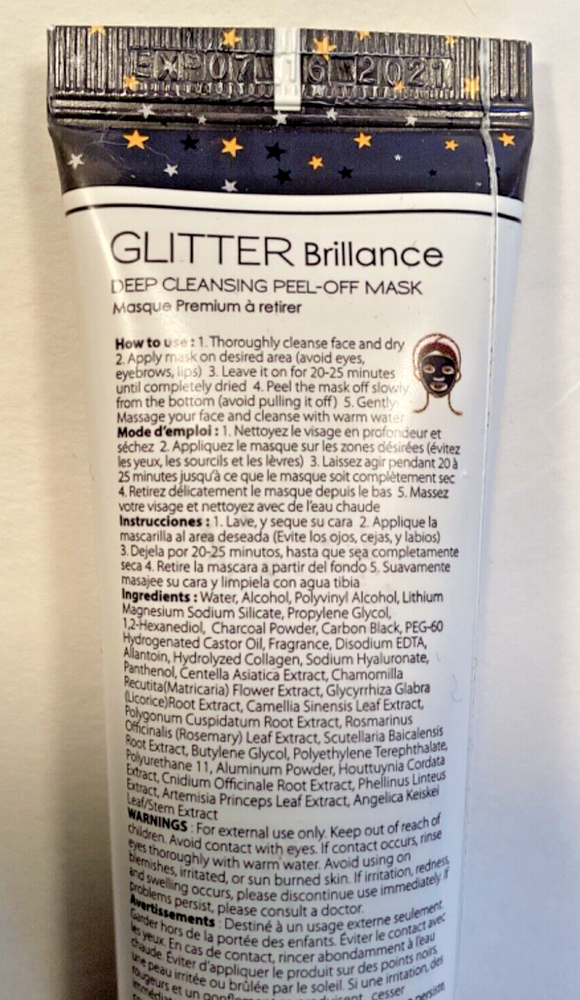 EXP07 16 2021
GLITTER Brillance
DEEP CLEANSING PEEL-OFF MASK
Masque Premium à retirer
How to use : 1. Thoroughly cleanse face and dry
2. Apply mask on desired area (avoid eyes,
eyebrows, lips) 3. Leave it on for 20-25 minutes
until completely dried 4. Peel the mask off slowly
from the bottom (avoid pulling it off) 5. Gently
Massage your face and cleanse with warm water
Mode d'emploi : 1. Nettoyez le visage en profondeur et
séchez 2. Appliquez le masque sur les zones désirées (évitez
les yeux, les sourcils et les lèvres) 3. Laissez agir pendant 20 à
25 minutes jusqu'à ce que le masque soit complètement sec
4. Retirez délicatement le masque depuis le bas 5. Massez
votre visage et nettoyez avec de l'eau chaude
Instrucciones : 1. Lave, y seque su cara 2. Applique la
mascarilla al area deseada (Evite los ojos, cejas, y labios)
3. Dejela por 20-25 minutos, hasta que sea completamente
seca 4. Retire la mascara a partir del fondo 5. Suavamente
masajee su cara y limpiela con agua tibia
Ingredients : Water, Alcohol, Polyvinyl Alcohol, Lithium
Magnesium Sodium Silicate, Propylene Glycol,
1,2-Hexanediol, Charcoal Powder, Carbon Black, PEG-60
Hydrogenated Castor Oil, Fragrance, Disodium EDTA,
Allantoin, Hydrolyzed Collagen, Sodium Hyaluronate,
Panthenol, Centella Asiatica Extract, Chamomilla
Recutita(Matricaria) Flower Extract, Glycyrrhiza Glabra
(Licorice)Root Extract, Camellia Sinensis Leaf Extract,
Polygonum Cuspidatum Root Extract, Rosmarinus
Officinalis (Rosemary) Leaf Extract, Scutellaria Baicalensis
Root Extract, Butylene Glycol, Polyethylene Terephthalate,
Polyurethane 11, Aluminum Powder, Houttuynia Cordata
Extract, Cnidium Officinale Root Extract, Phellinus Linteus
Extract, Artemisia Princeps Leaf Extract, Angelica Keiskei
Leaf/Stem Extract
WARNINGS : For external use only. Keep out of reach of
children. Avoid contact with eyes. If contact occurs, rinse
eyes thoroughly with warm water. Avoid using on
blemishes, irritated, or sun burned skin. If irritation, redness,
and swelling occurs, please discontinue use immediately. If
problems persist, please consult a doctor.
Avertissements : Destiné à un usage externe seulement.
Garder hors de la portée des enfants. Éviter le contact avec
les yeux. En cas de contact, rincer abondamment à l'eau
chaude. Éviter d'appliquer le produit sur des points noirs,
une peau irritée ou brûlée par le soleil. Si une irritation, des
rougeurs et un gonflement se produisent, cesser
persiste